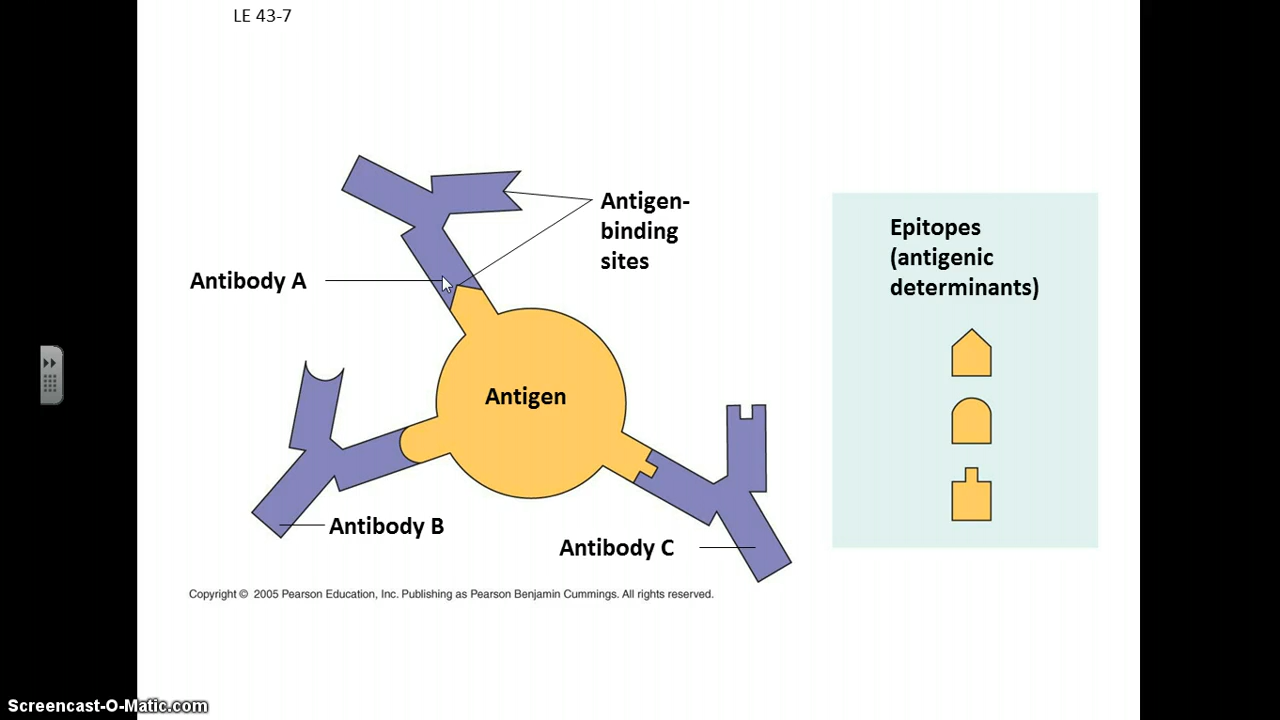 LE 43-7
Antigen-
binding
sites
Antibody A
Antigen
Antibody B
Antibody C
Epitopes
(antigenic
determinants)
Copyright © 2005 Pearson Education, Inc. Publishing as Pearson Benjamin Cummings. All rights reserved.
Screencast-O-Matic.com